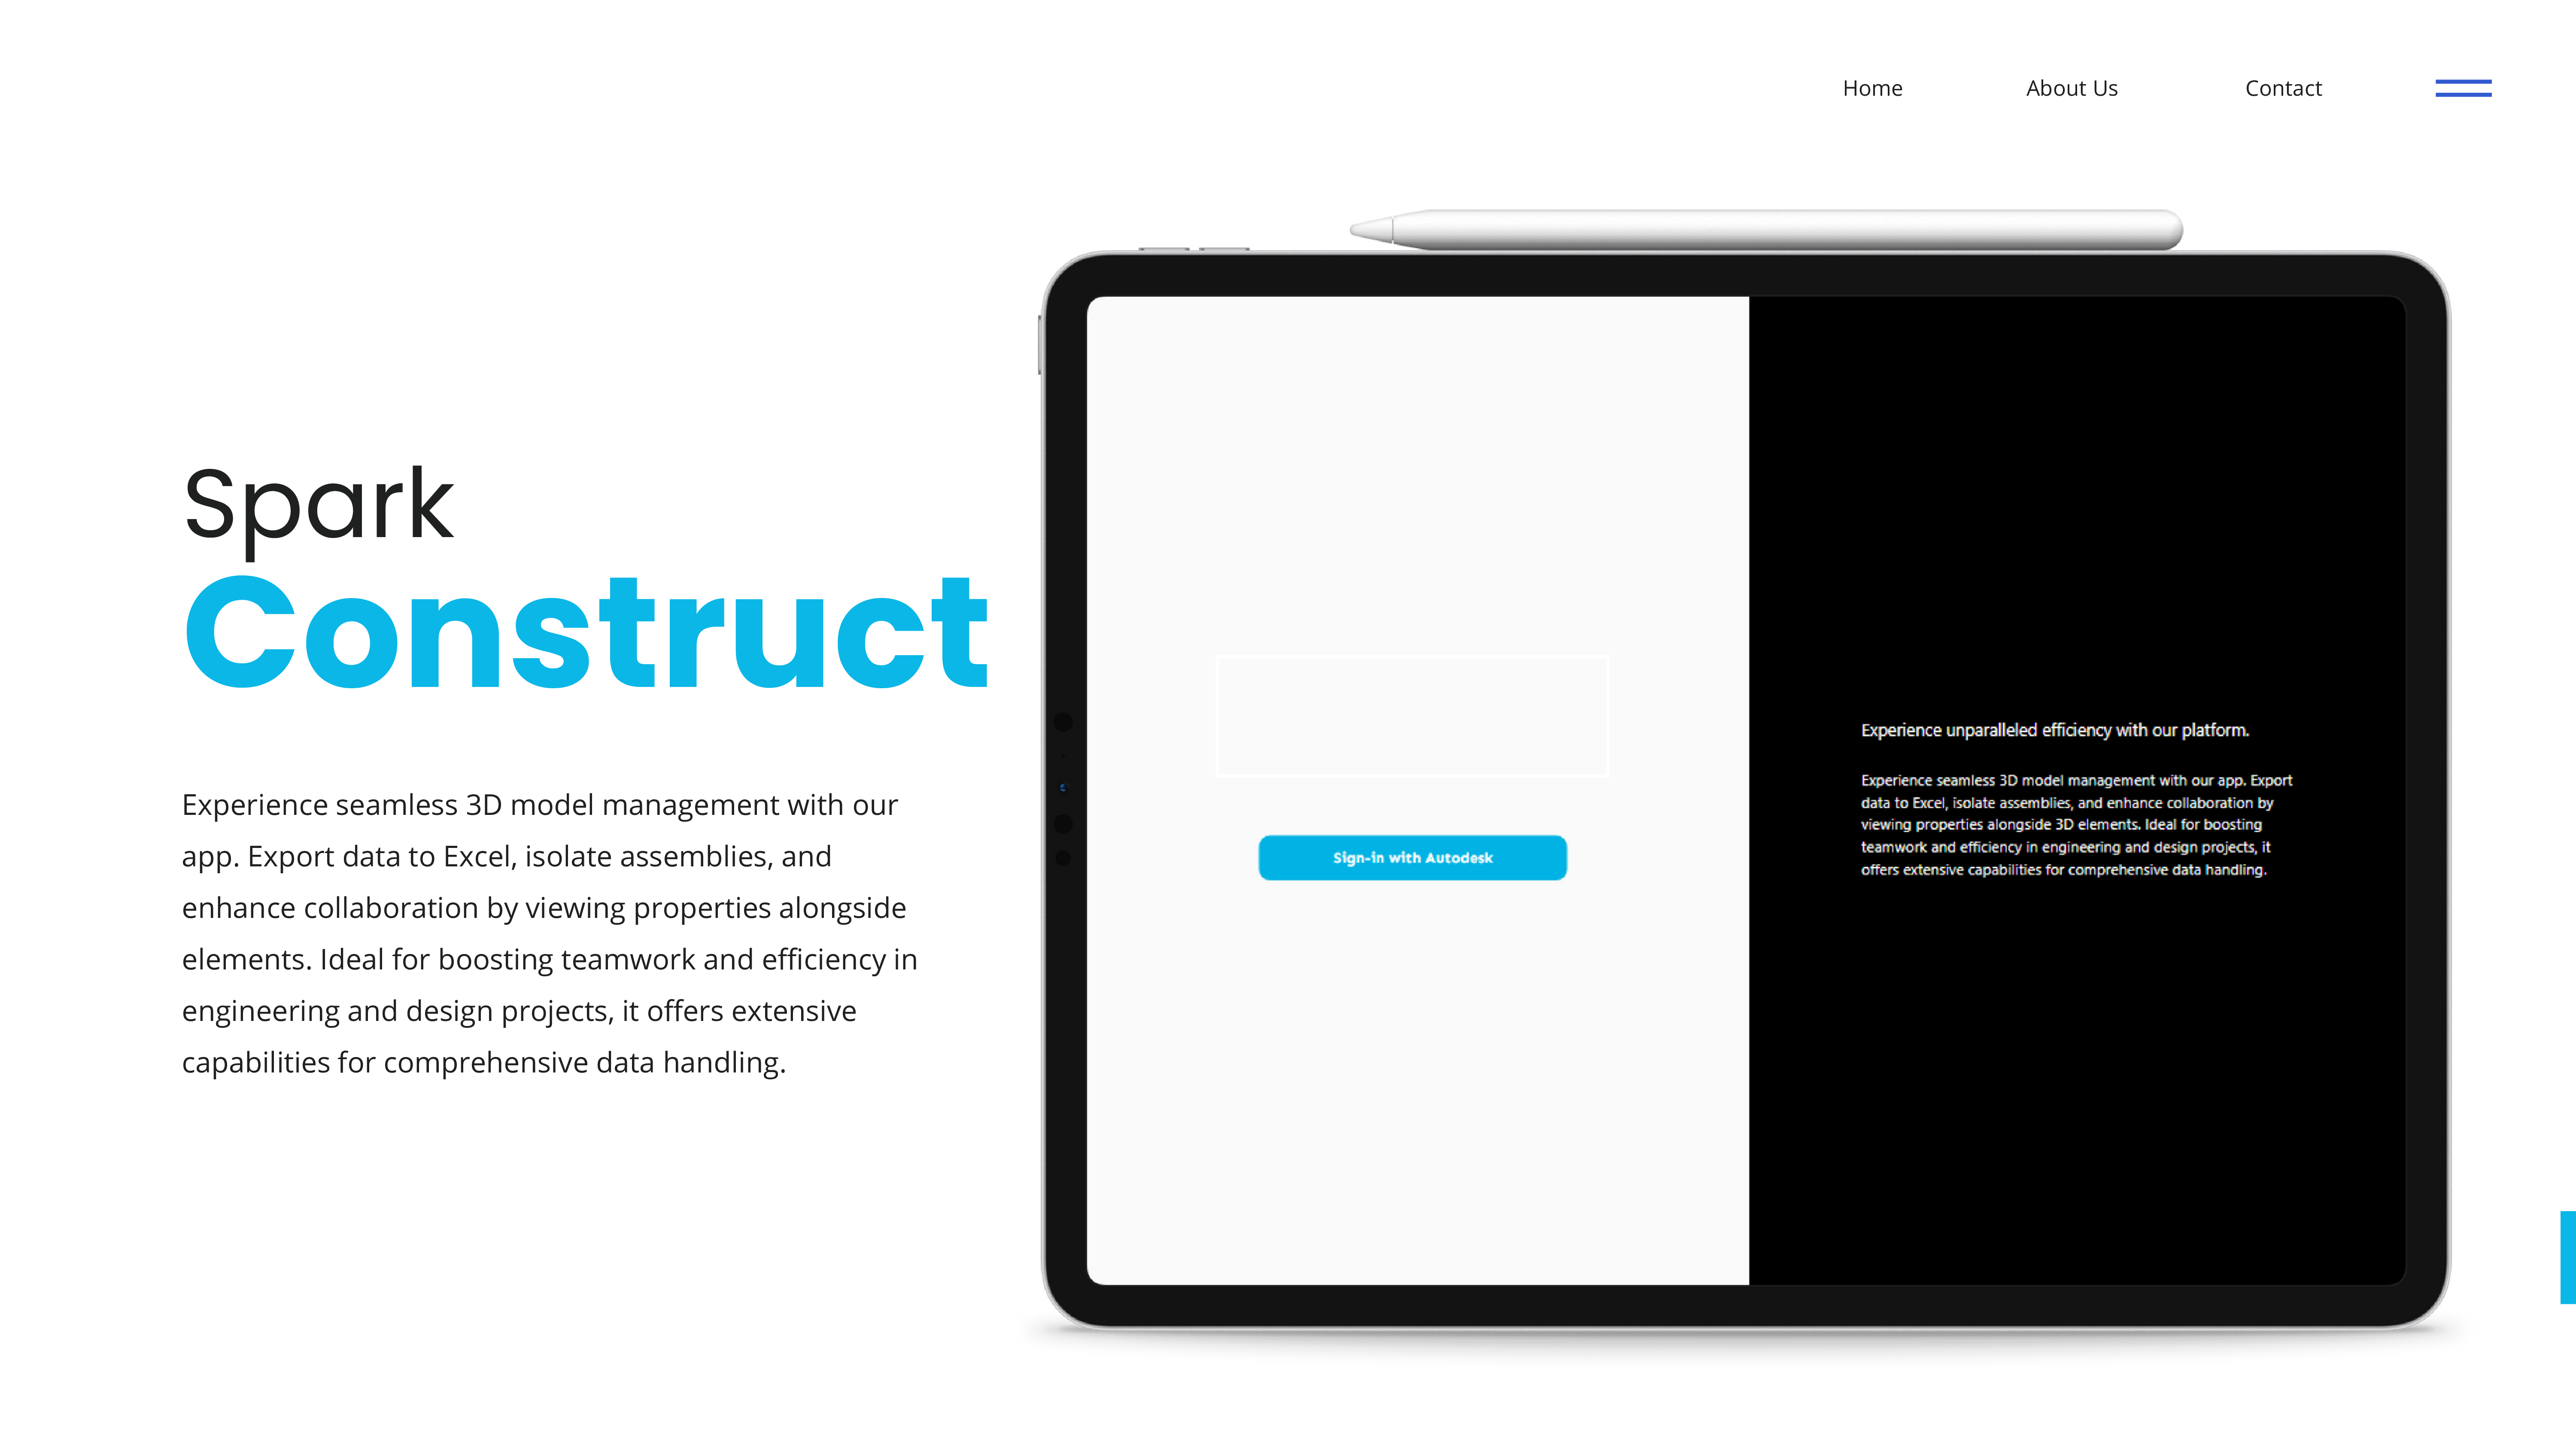 Home
About Us
Contact
Spark
Construct
Experience seamless 3D model management with our
app. Export data to Excel, isolate assemblies, and
enhance collaboration by viewing properties alongside
elements. Ideal for boosting teamwork and efficiency in
engineering and design projects, it offers extensive
capabilities for comprehensive data handling.
Sign-in with Autodesk
Experience unparalleled efficiency with our platform.
Experience seamless 3D model management with our app. Export
data to Excel, isolate assemblies, and enhance collaboration by
viewing properties alongside 3D elements. Ideal for boosting
teamwork and efficiency in engineering and design projects, it
offers extensive capabilities for comprehensive data handling.